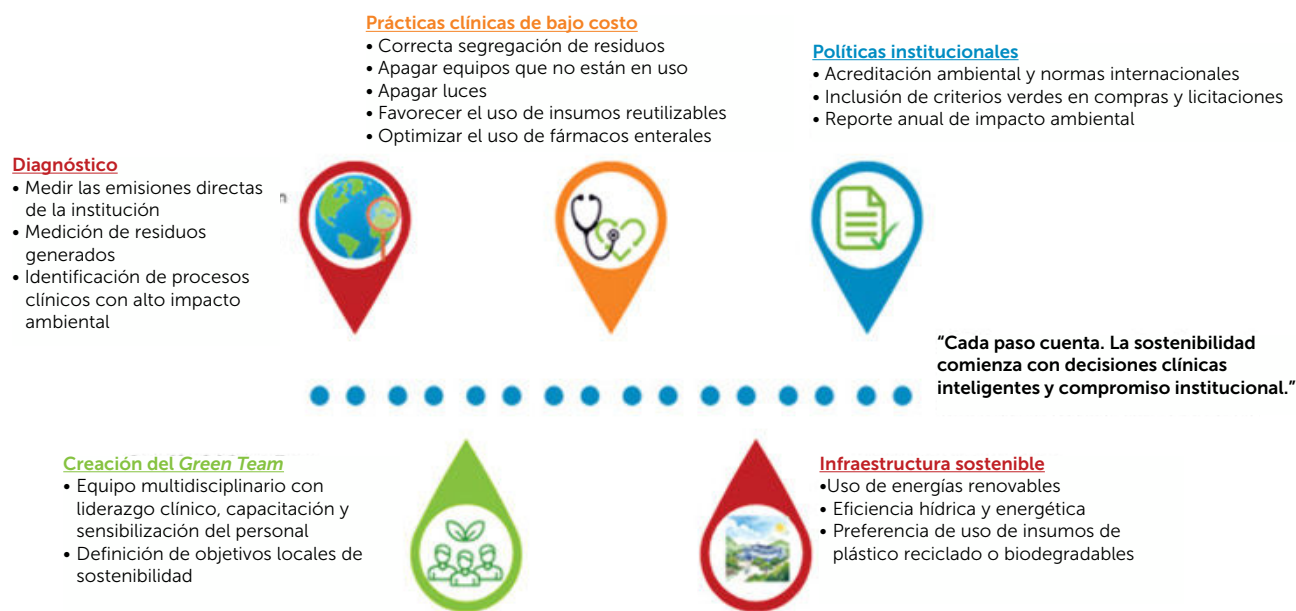 Prácticas clínicas de bajo costo
• Correcta segregación de residuos
• Apagar equipos que no están en uso
• Apagar luces
• Favorecer el uso de insumos reutilizables
• Optimizar el uso de fármacos enterales
Políticas institucionales
• Acreditación ambiental y normas internacionales
• Inclusión de criterios verdes en compras y licitaciones
• Reporte anual de impacto ambiental
Diagnóstico
• Medir las emisiones directas
de la institución
• Medición de residuos
generados
• Identificación de procesos
clínicos con alto impacto
ambiental
n
“Cada paso cuenta. La sostenibilidad
comienza con decisiones clínicas
inteligentes y compromiso institucional.”
Creación del Green Team
• Equipo multidisciplinario con
liderazgo clínico, capacitación y
sensibilización del personal
• Definición de objetivos locales de
sostenibilidad
Infraestructura sostenible
•Uso de energías renovables
• Eficiencia hídrica y energética
• Preferencia de uso de insumos de
plástico reciclado o biodegradables